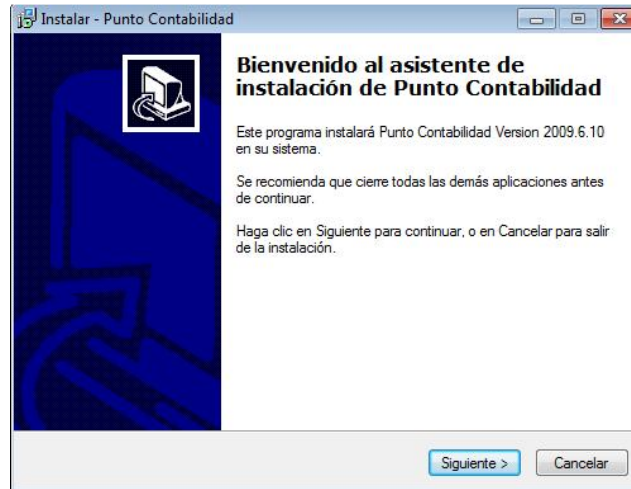 Instalar - Punto Contabilidad
Bienvenido al asistente de
instalación de Punto Contabilidad
Este programa instalará Punto Contabilidad Version 2009.6.10
en su sistema.
Se recomienda que cierre todas las demás aplicaciones antes
de continuar.
Haga clic en Siguiente para continuar, o en Cancelar para salir
de la instalación.
Siguiente >
Cancelar